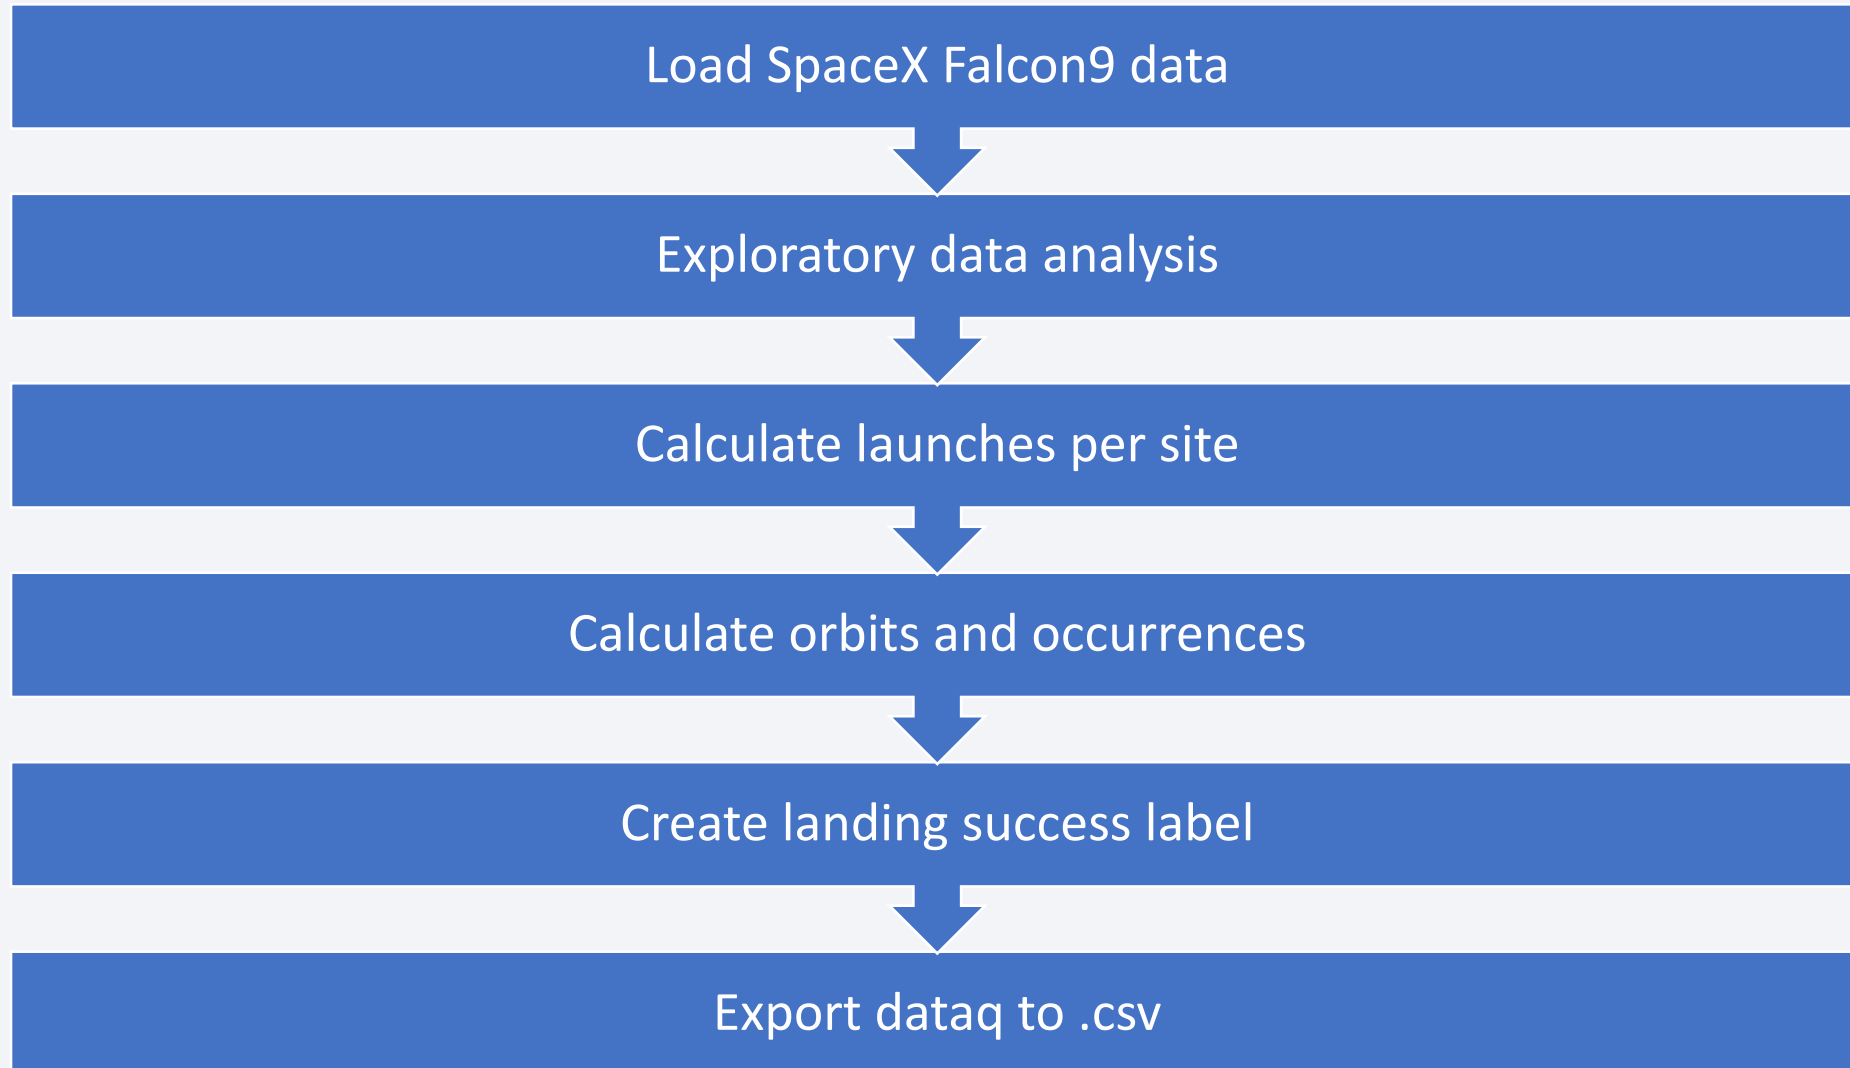 Load SpaceX Falcon9 data
Exploratory data analysis
Calculate launches per site
Calculate orbits and occurrences
Create landing success label
Export dataq to .csv